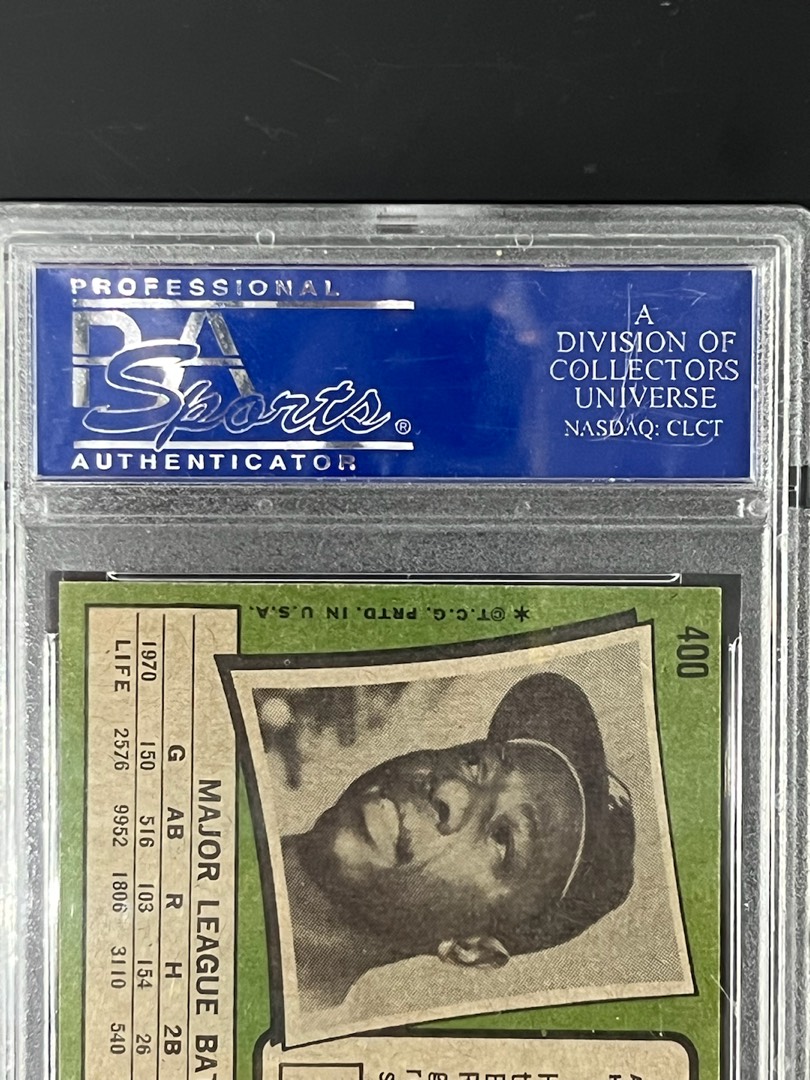 PROFESSIONAL
PSA
Sports®
AUTHENTICATOR
A
DIVISION OF
COLLECTORS
UNIVERSE
NASDAQ: CLCT
400
✶©T.C.G. PRTD. IN U.S.A.
MAJOR LEAGUE BAT
G AB R H 2B
1970 150 516 103 154 26
LIFE 2576 9952 1806 3110 540